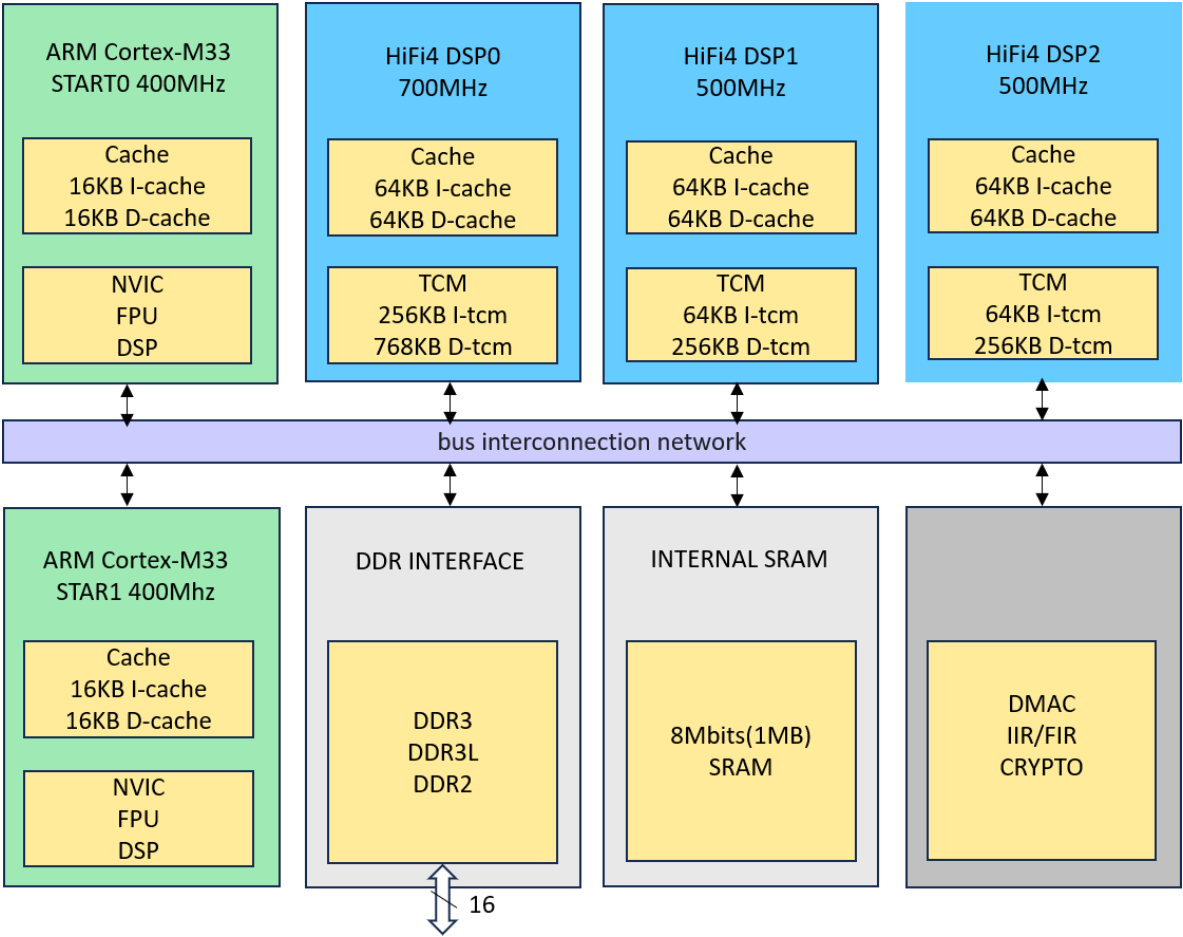 ARM Cortex-M33
START0 400MHz
Cache
16KB I-cache
16KB D-cache
NVIC
FPU
DSP
HiFi4 DSP0
700MHz
Cache
64KB I-cache
64KB D-cache
TCM
256KB I-tcm
768KB D-tcm
HiFi4 DSP1
500MHz
Cache
64KB I-cache
64KB D-cache
TCM
64KB I-tcm
256KB D-tcm
HiFi4 DSP2
500MHz
Cache
64KB I-cache
64KB D-cache
TCM
64KB I-tcm
256KB D-tcm
bus interconnection network
ARM Cortex-M33
STAR1 400Mhz
Cache
16KB I-cache
16KB D-cache
NVIC
FPU
DSP
DDR INTERFACE
DDR3
DDR3L
DDR2
16
INTERNAL SRAM
8Mbits(1MB)
SRAM
DMAC
IIR/FIR
CRYPTO